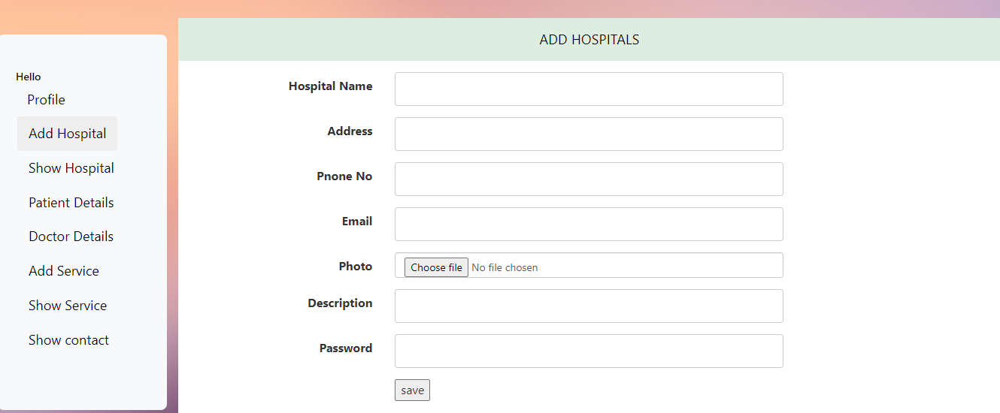 Hello
Profile
Add Hospital
Show Hospital
Patient Details
Doctor Details
Add Service
Show Service
Show contact
ADD HOSPITALS
Hospital Name
Address
Pnone No
Email
Photo Choose file No file chosen
Description
Password
save